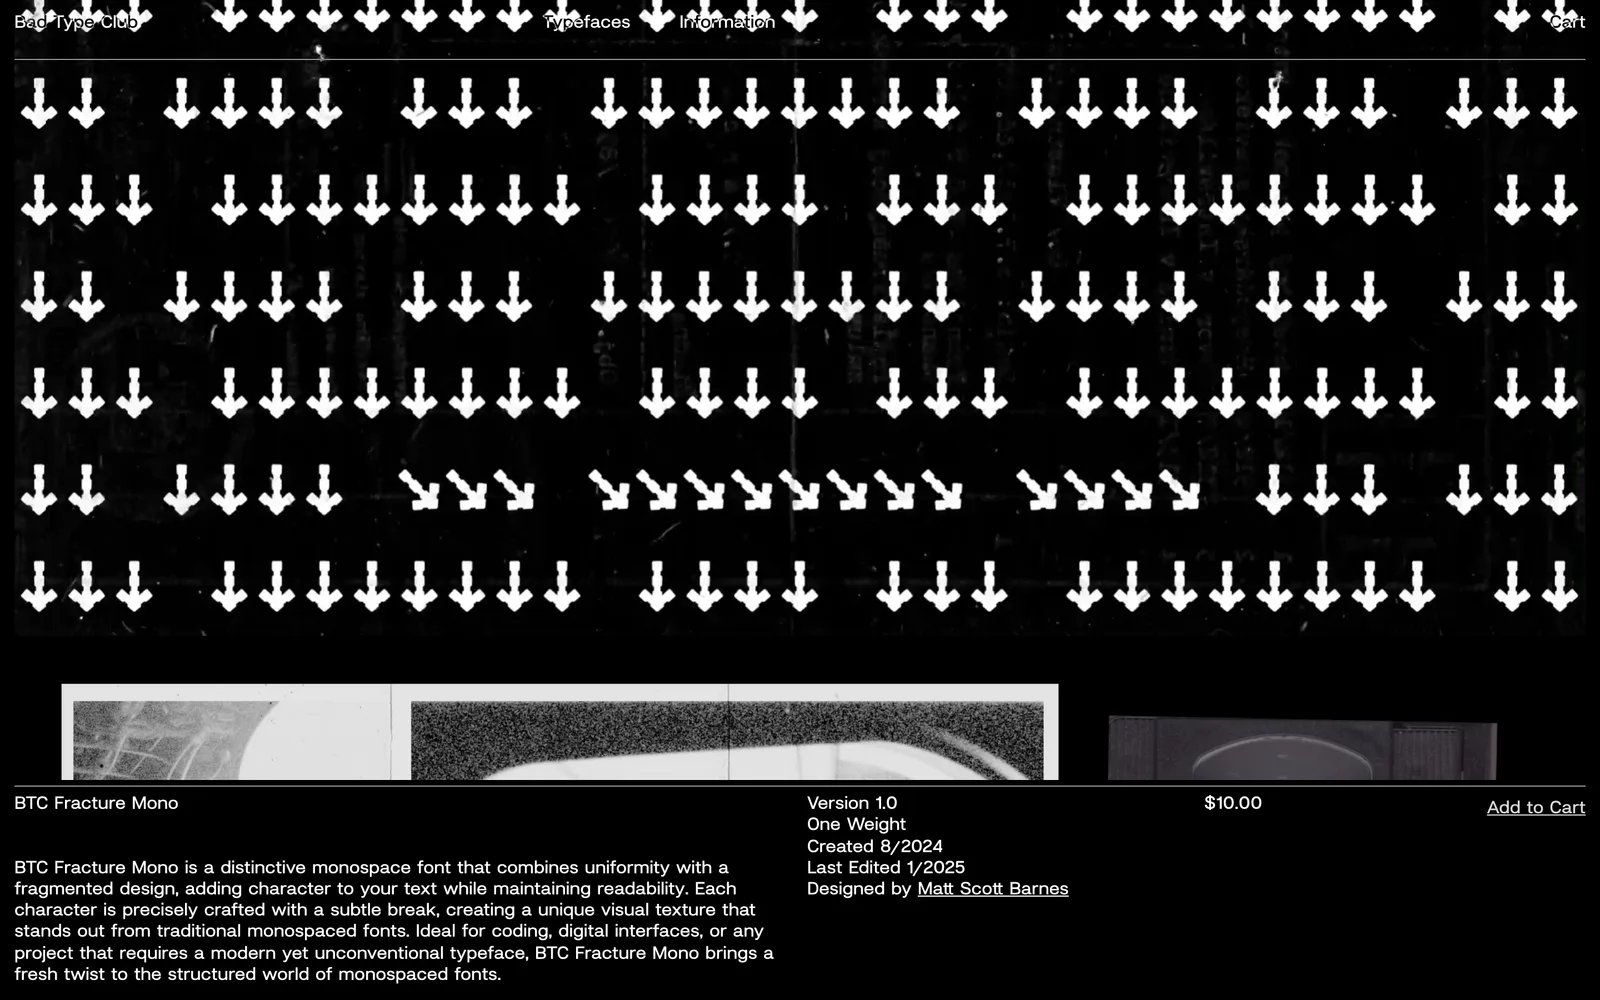 Bad Type Club
Typefaces
Information
Cart
↓↓ ↓↓↓↓ ↓↓↓ ↓↓↓↓↓↓↓↓ ↓↓↓↓ ↓↓↓ ↓↓↓
↓↓↓ ↓↓↓↓↓↓↓↓ ↓↓↓↓ ↓↓↓ ↓↓↓↓↓↓↓↓ ↓↓
↓↓ ↓↓↓↓ ↓↓↓ ↓↓↓↓↓↓↓↓ ↓↓↓↓ ↓↓↓ ↓↓↓
↓↓↓ ↓↓↓↓↓↓↓↓ ↓↓↓↓ ↓↓↓ ↓↓↓↓↓↓↓↓ ↓↓
↓↓ ↓↓↓↓ ↘↘↘ ↘↘↘↘↘↘↘↘ ↘↘↘↘ ↓↓↓ ↓↓↓
↓↓↓ ↓↓↓↓↓↓↓↓ ↓↓↓↓ ↓↓↓ ↓↓↓↓↓↓↓↓ ↓↓
BTC Fracture Mono
BTC Fracture Mono is a distinctive monospace font that combines uniformity with a
fragmented design, adding character to your text while maintaining readability. Each
character is precisely crafted with a subtle break, creating a unique visual texture that
stands out from traditional monospaced fonts. Ideal for coding, digital interfaces, or any
project that requires a modern yet unconventional typeface, BTC Fracture Mono brings a
fresh twist to the structured world of monospaced fonts.
Version 1.0
One Weight
Created 8/2024
Last Edited 1/2025
Designed by Matt Scott Barnes
$10.00
Add to Cart